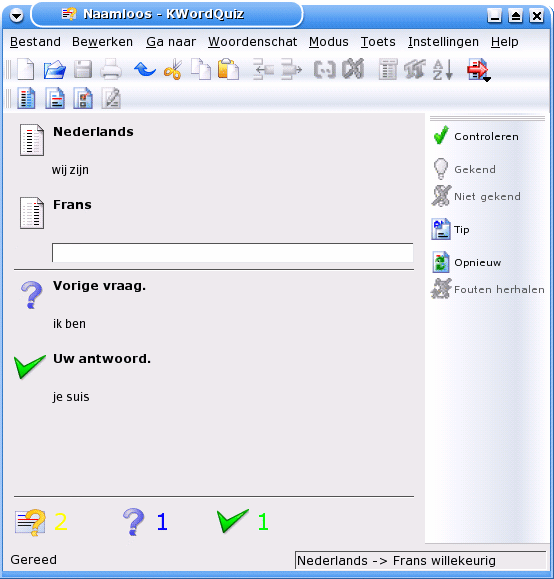 Naamloos - KWordQuiz
Bestand Bewerken Ga naar Woordenschat Modus Toets Instellingen Help
Nederlands
wij zijn
Frans
Vorige vraag.
ik ben
Uw antwoord.
je suis
2 1 1
Controleren
Gekend
Niet gekend
Tip
Opnieuw
Fouten herhalen
Gereed
Nederlands -> Frans willekeurig